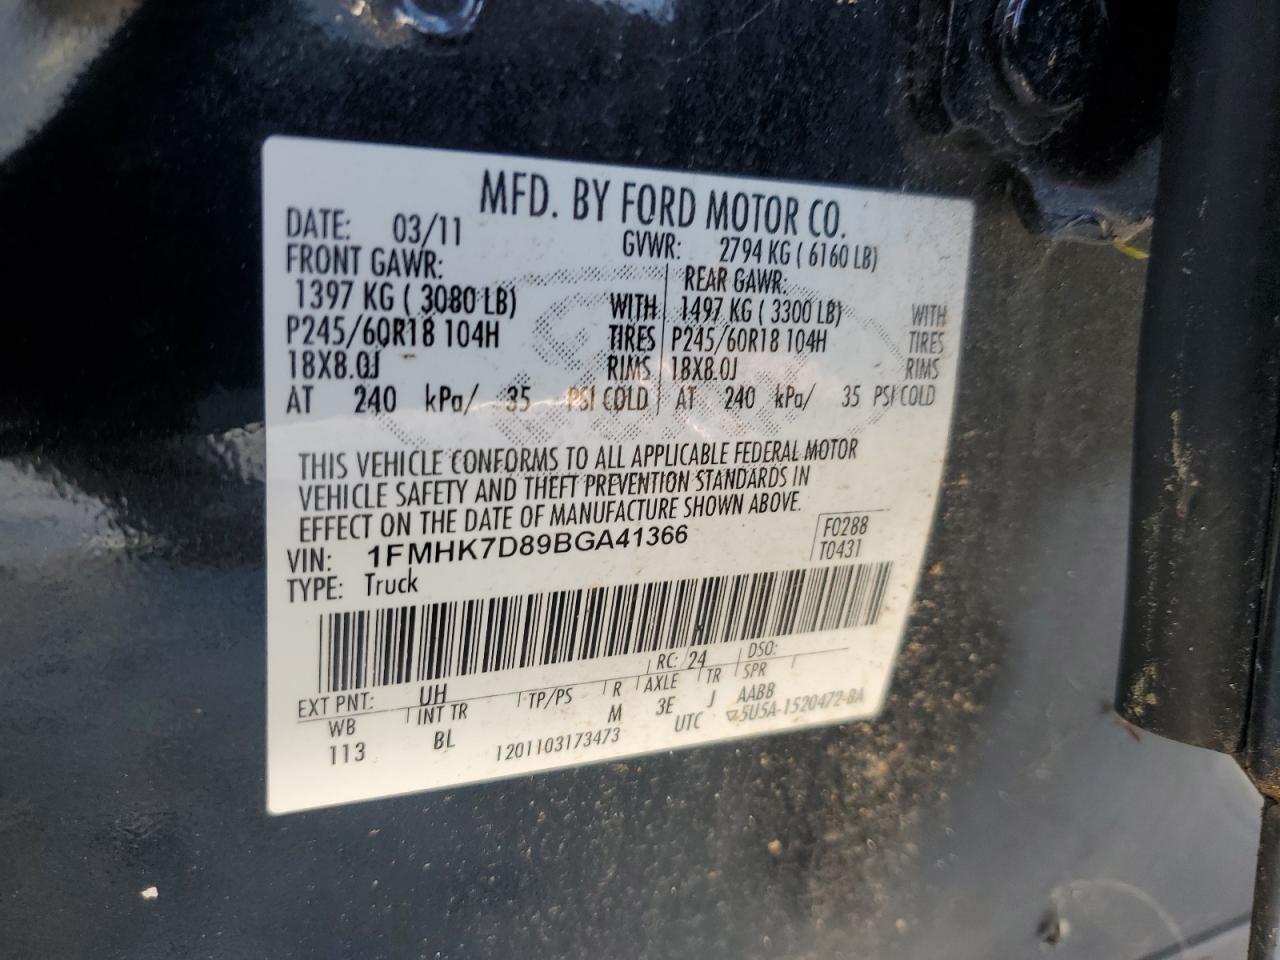 MFD. BY FORD MOTOR CO.
DATE: 03/11 GVWR: 2794 KG ( 6160 LB)
FRONT GAWR: REAR GAWR:
1397 KG ( 3080 LB) WITH 1497 KG ( 3300 LB) WITH
P245/60R18 104H TIRES P245/60R18 104H TIRES
18X8.0J RIMS 18X8.0J RIMS
AT 240 kPa/ 35 PSI COLD AT 240 kPa/ 35 PSI COLD
THIS VEHICLE CONFORMS TO ALL APPLICABLE FEDERAL MOTOR
VEHICLE SAFETY AND THEFT PREVENTION STANDARDS IN
EFFECT ON THE DATE OF MANUFACTURE SHOWN ABOVE.
VIN: 1FMHK7D89BGA41366 F0288
TYPE: Truck T0431
EXT PNT: UH RC: 24 DSO:
WB INT TR TP/PS R AXLE TR SPR
113 BL M 3E J AABB
1201103173473 UTC 5U5A-1520472-BA